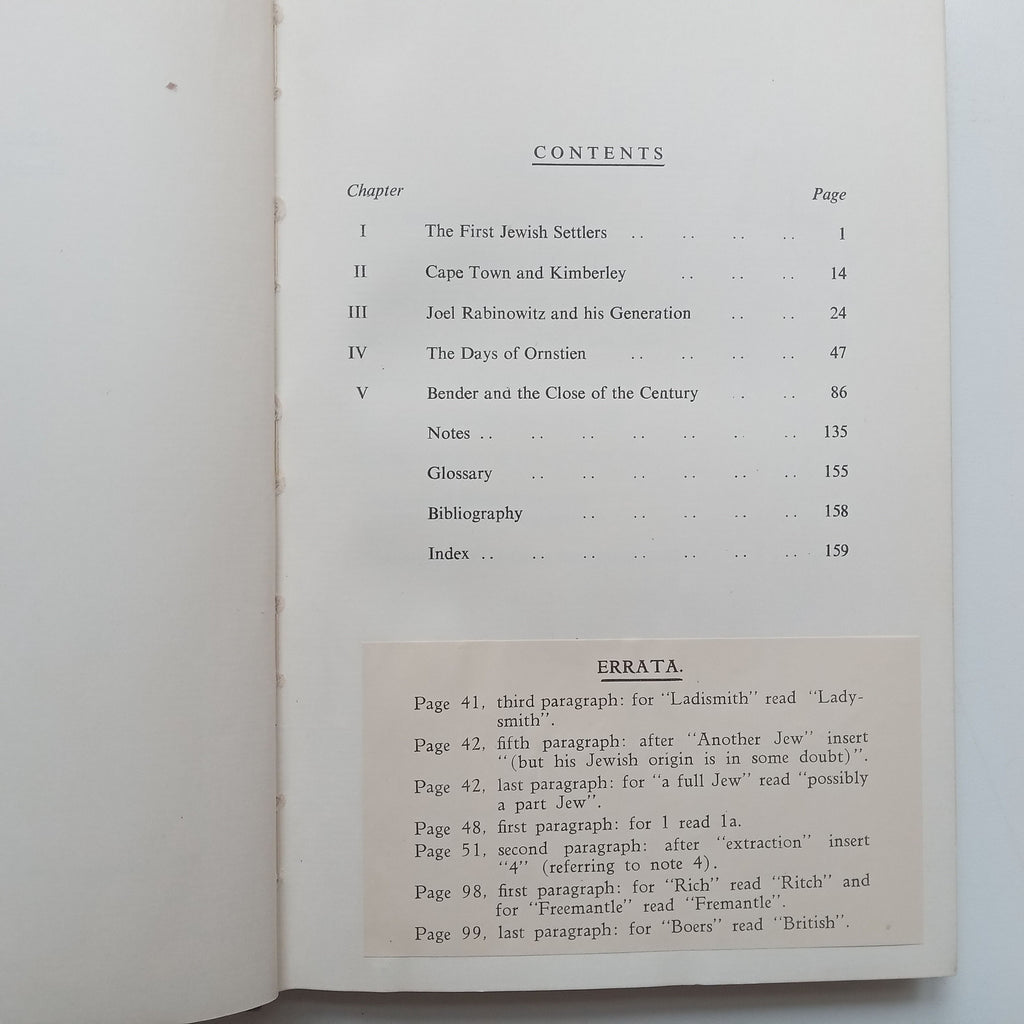 CONTENTS
Chapter Page
I The First Jewish Settlers .. .. .. .. 1
II Cape Town and Kimberley .. .. .. 14
III Joel Rabinowitz and his Generation .. .. 24
IV The Days of Ornstien .. .. .. .. 47
V Bender and the Close of the Century .. .. 86
Notes .. .. .. .. .. .. .. 135
Glossary .. .. .. .. .. .. 155
Bibliography .. .. .. .. .. 158
Index .. .. .. .. .. .. .. 159
ERRATA.
Page 41, third paragraph: for "Ladismith" read "Lady-
smith".
Page 42, fifth paragraph: after "Another Jew" insert
"(but his Jewish origin is in some doubt)".
Page 42, last paragraph: for "a full Jew" read "possibly
a part Jew".
Page 48, first paragraph: for 1 read 1a.
Page 51, second paragraph: after "extraction" insert
"4" (referring to note 4).
Page 98, first paragraph: for "Rich" read "Ritch" and
for "Freemantle" read "Fremantle".
Page 99, last paragraph: for "Boers" read "British".